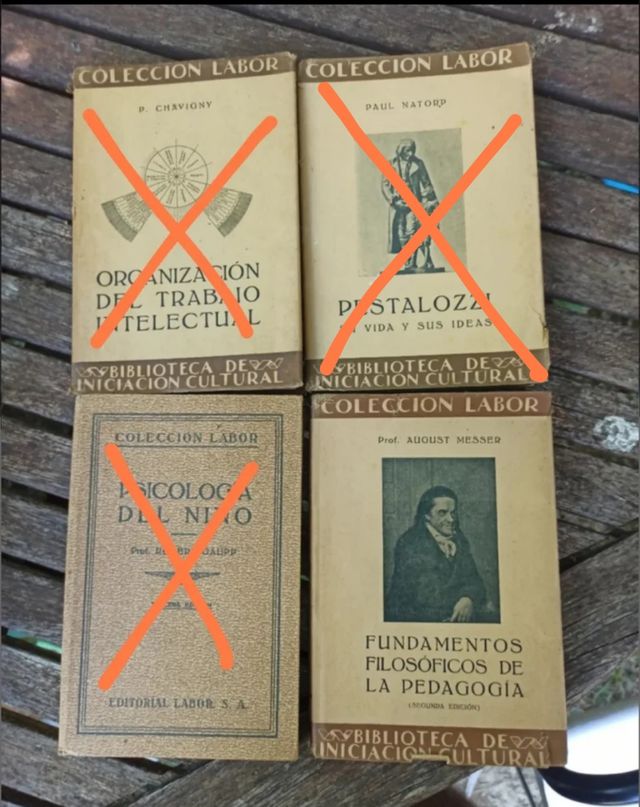 COLECCION LABOR
P. CHAVIGNY
ORGANIZACIÓN
DEL TRABAJO
INTELECTUAL
BIBLIOTECA DE
INICIACIÓN CULTURAL
COLECCION LABOR
PAUL NATORP
PESTALOZZI
SU VIDA Y SUS IDEAS
BIBLIOTECA DE
INICIACIÓN CULTURAL
COLECCION LABOR
PSICOLOGIA
DEL NIÑO
Prof.
EDITORIAL LABOR, S. A.
COLECCION LABOR
Prof. AUGUST MESSER
FUNDAMENTOS
FILOSÓFICOS DE
LA PEDAGOGÍA
(SEGUNDA EDICIÓN)
BIBLIOTECA DE
INICIACIÓN CULTURAL